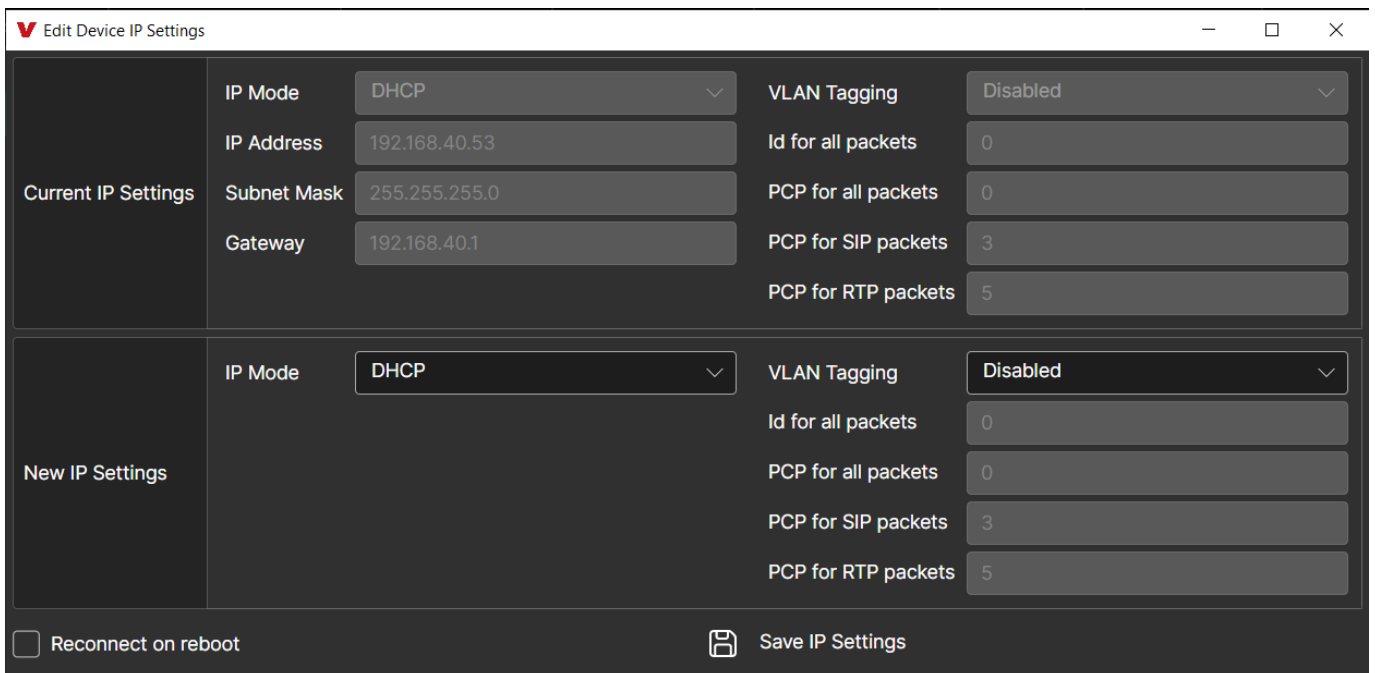 Edit Device IP Settings
Current IP Settings
IP Mode DHCP
IP Address 192.168.40.53
Subnet Mask 255.255.255.0
Gateway 192.168.40.1
VLAN Tagging Disabled
Id for all packets 0
PCP for all packets 0
PCP for SIP packets 3
PCP for RTP packets 5
New IP Settings
IP Mode DHCP
VLAN Tagging Disabled
Id for all packets 0
PCP for all packets 0
PCP for SIP packets 3
PCP for RTP packets 5
Reconnect on reboot
Save IP Settings